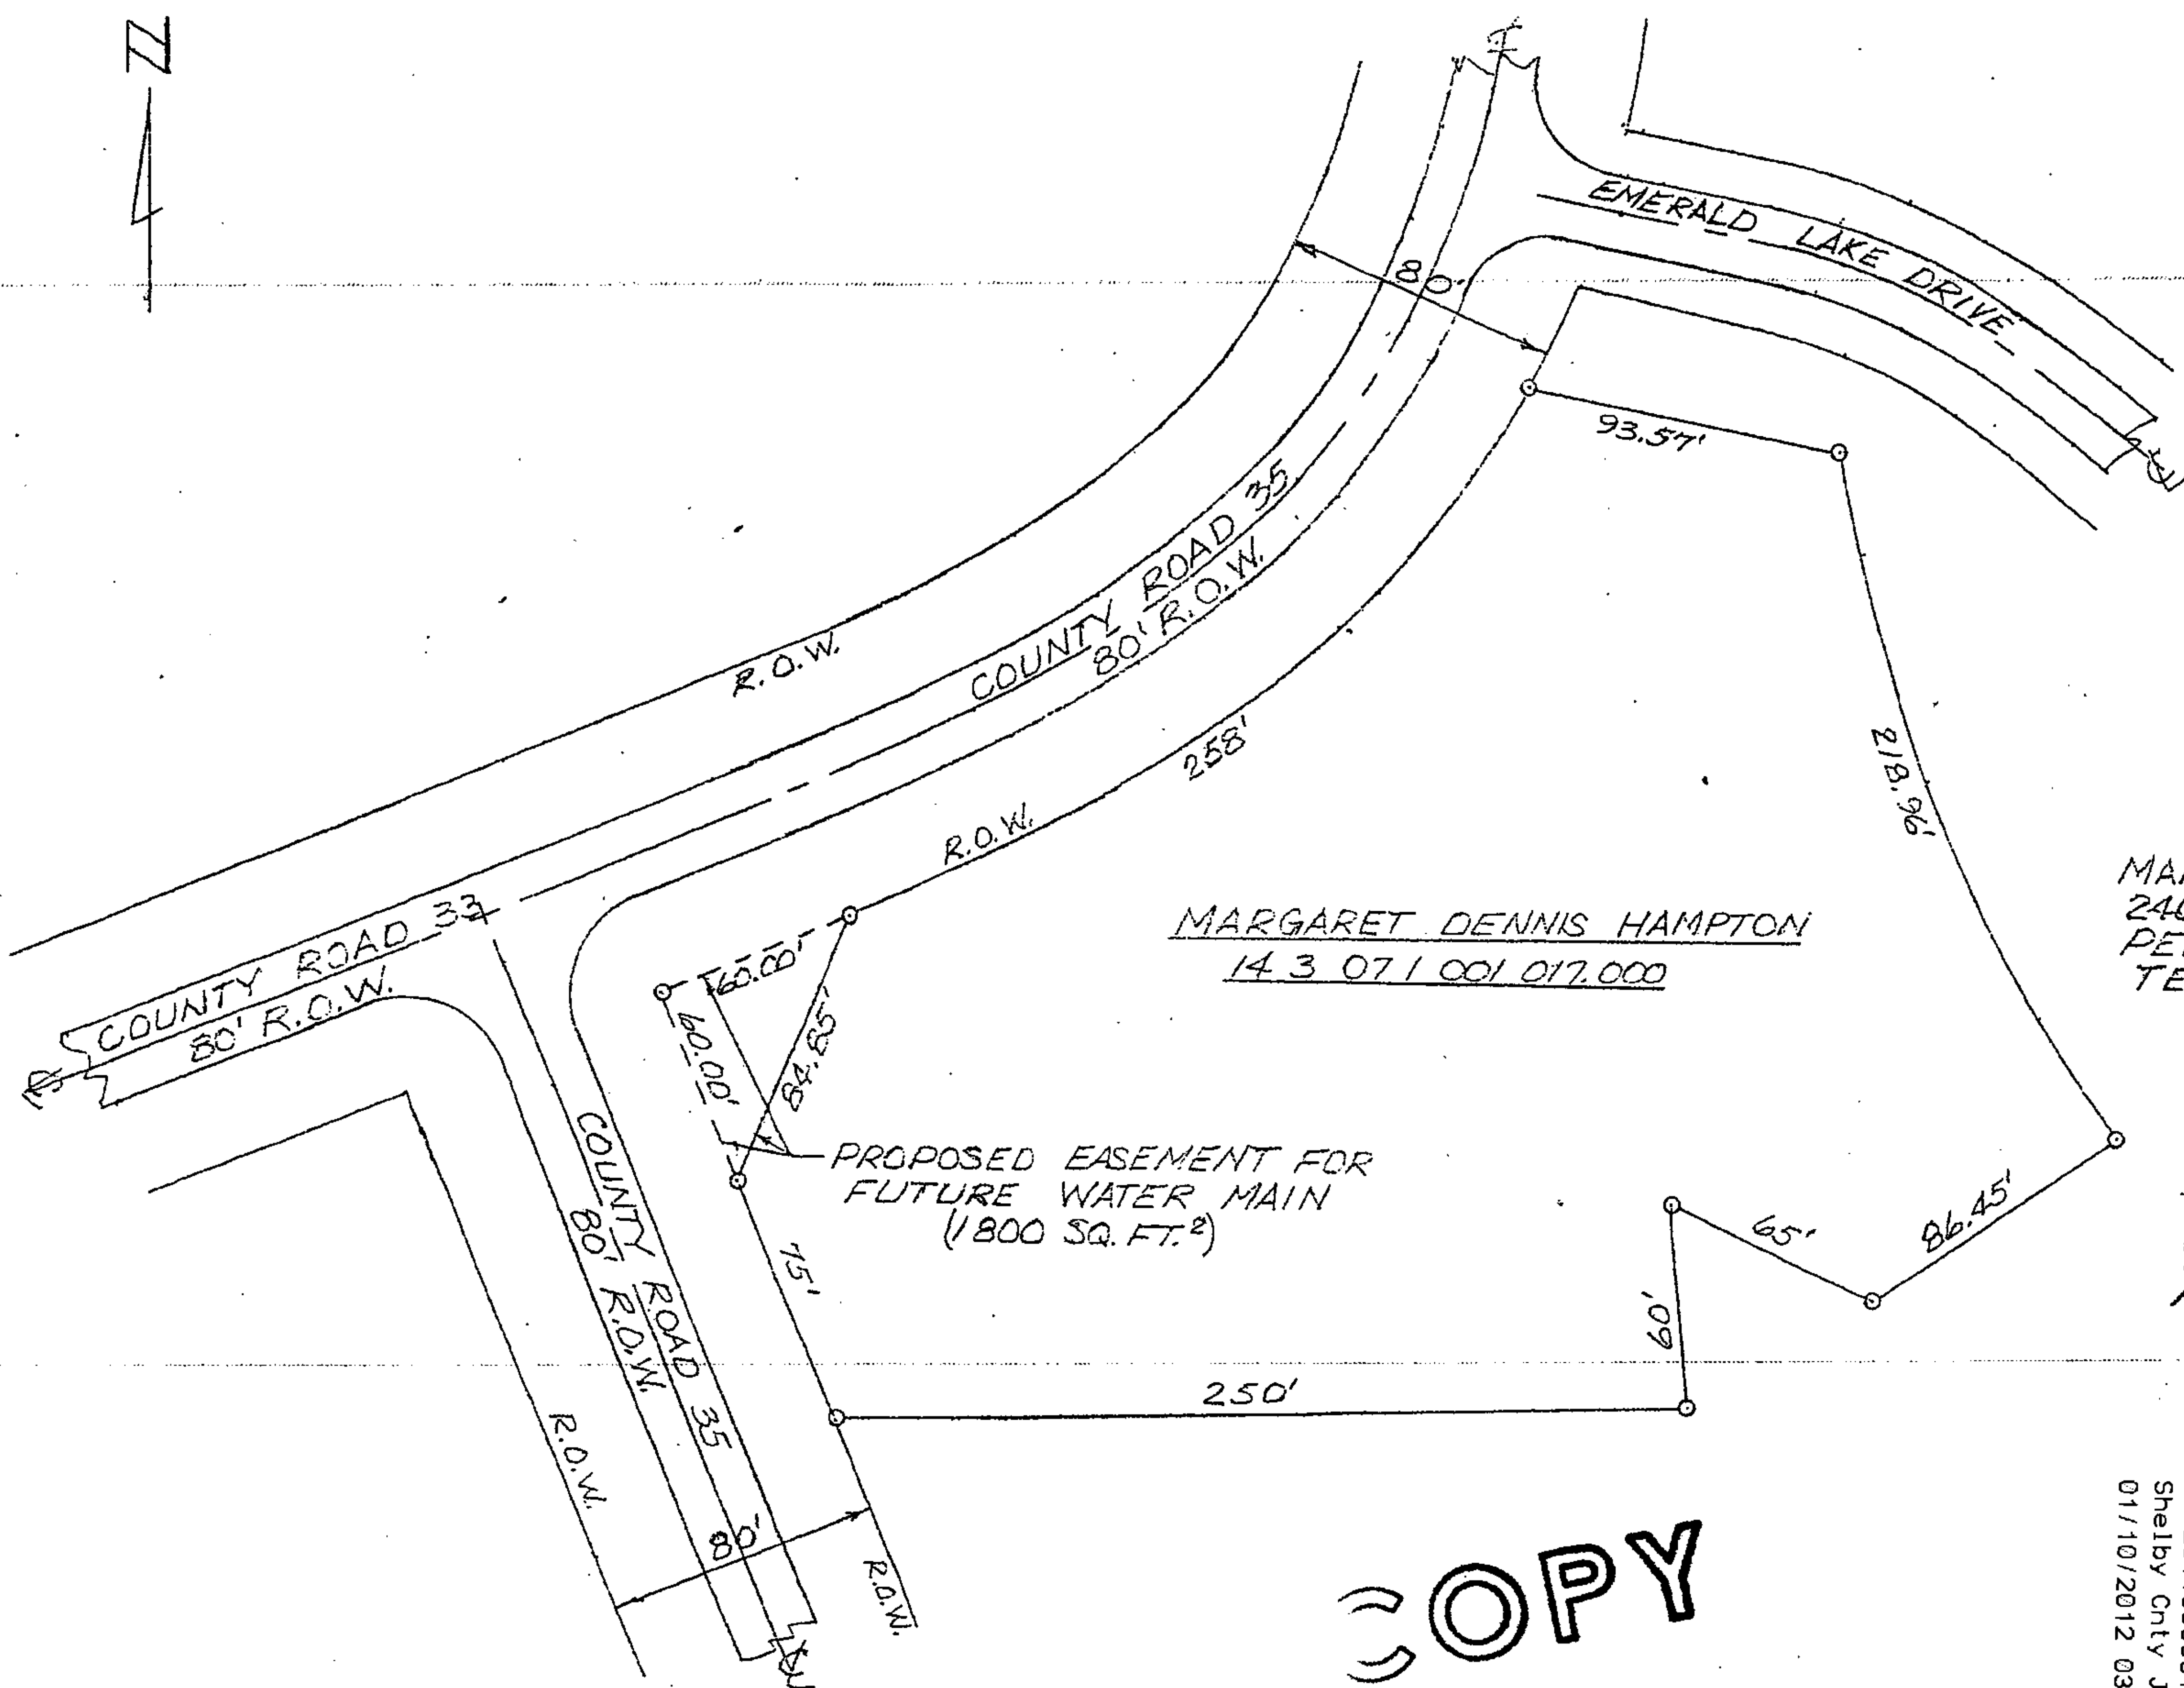 N
EMERALD LAKE DRIVE
80'
93.57'
COUNTY ROAD 35
80' R.O.W.
R.O.W.
258'
218.96'
R.O.W.
MARGARET DENNIS HAMPTON
14 3 07 1 001 017.000
COUNTY ROAD 33
80' R.O.W.
60.00'
60.00'
84.85'
PROPOSED EASEMENT FOR
FUTURE WATER MAIN
(1800 SQ. FT.²)
COUNTY ROAD 35
80' R.O.W.
75'
65'
86.45'
60'
250'
R.O.W.
80'
R.O.W.
COPY
Shelby Cnty J
01/10/2012 03